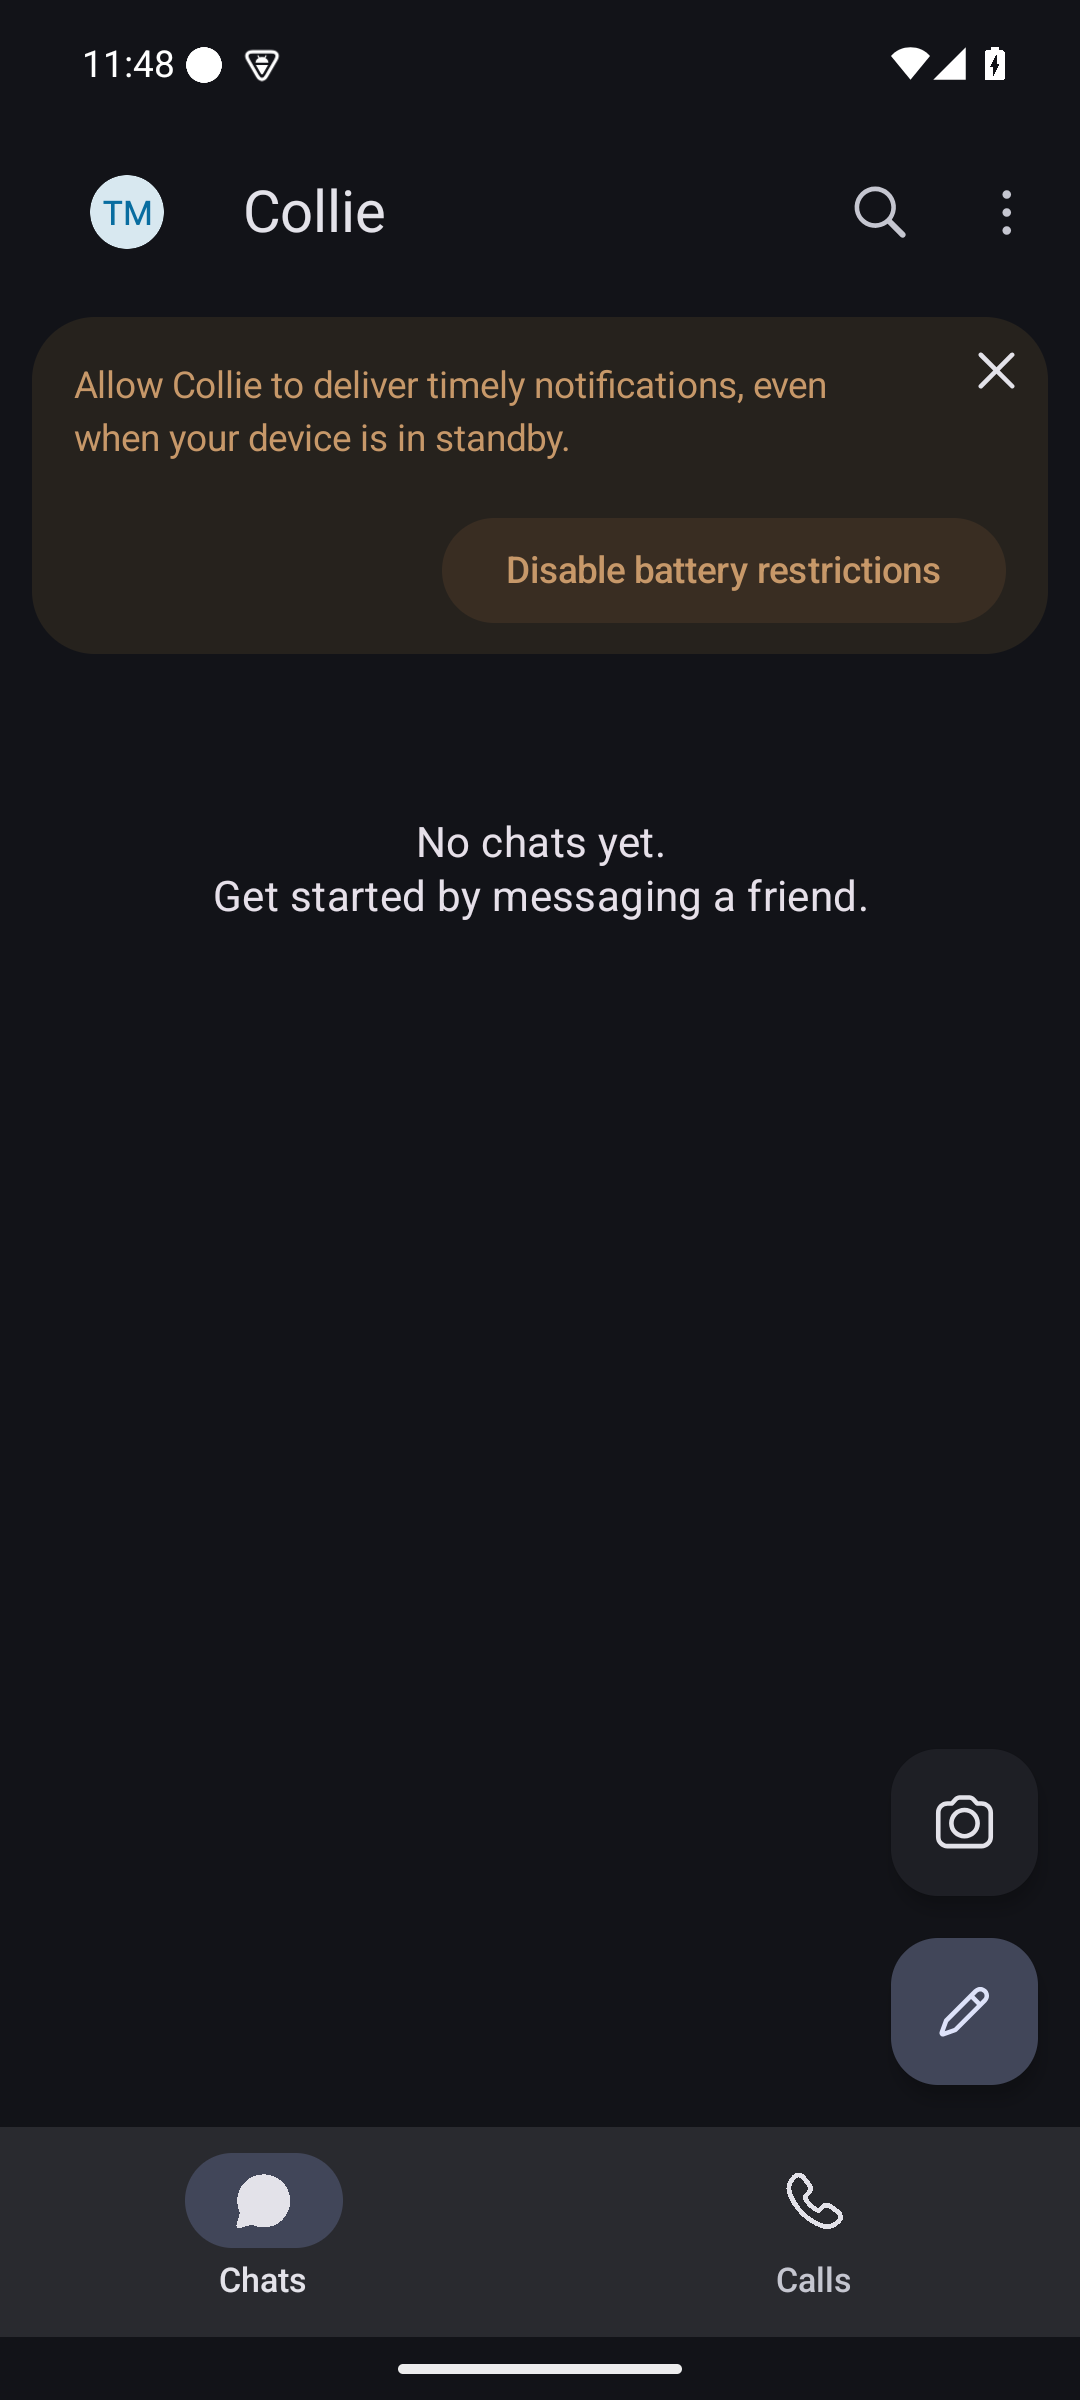 11:48
TM
Collie
Allow Collie to deliver timely notifications, even
when your device is in standby.
Disable battery restrictions
No chats yet.
Get started by messaging a friend.
Chats
Calls